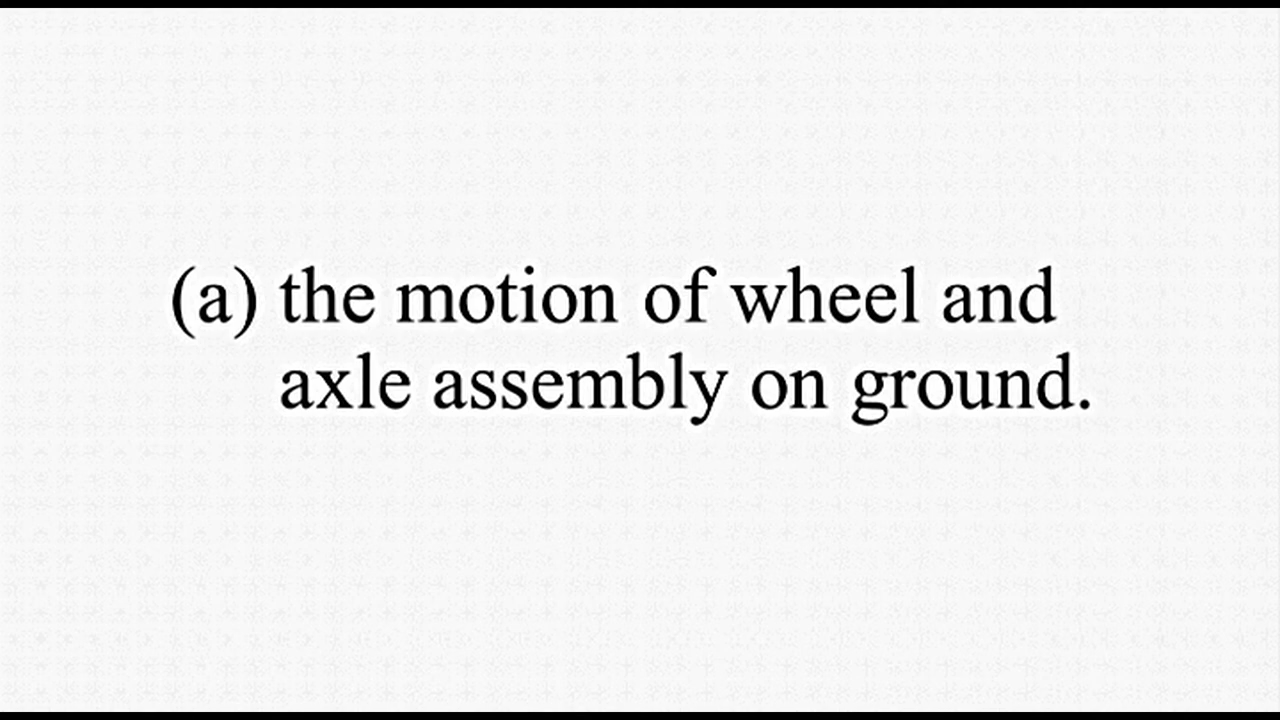 (a) the motion of wheel and
axle assembly on ground.